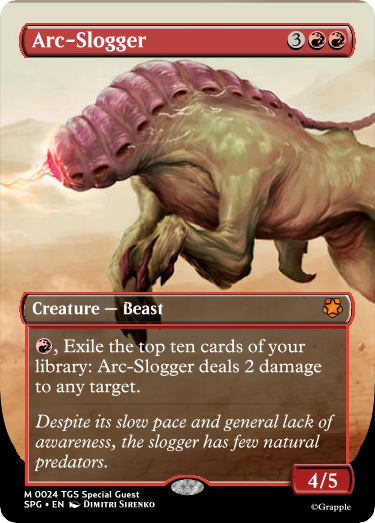 Arc-Slogger 3
Creature — Beast
, Exile the top ten cards of your
library: Arc-Slogger deals 2 damage
to any target.
Despite its slow pace and general lack of
awareness, the slogger has few natural
predators.
4/5
M 0024 TGS Special Guest
SPG • EN Dimitri Sirenko
©Grapple